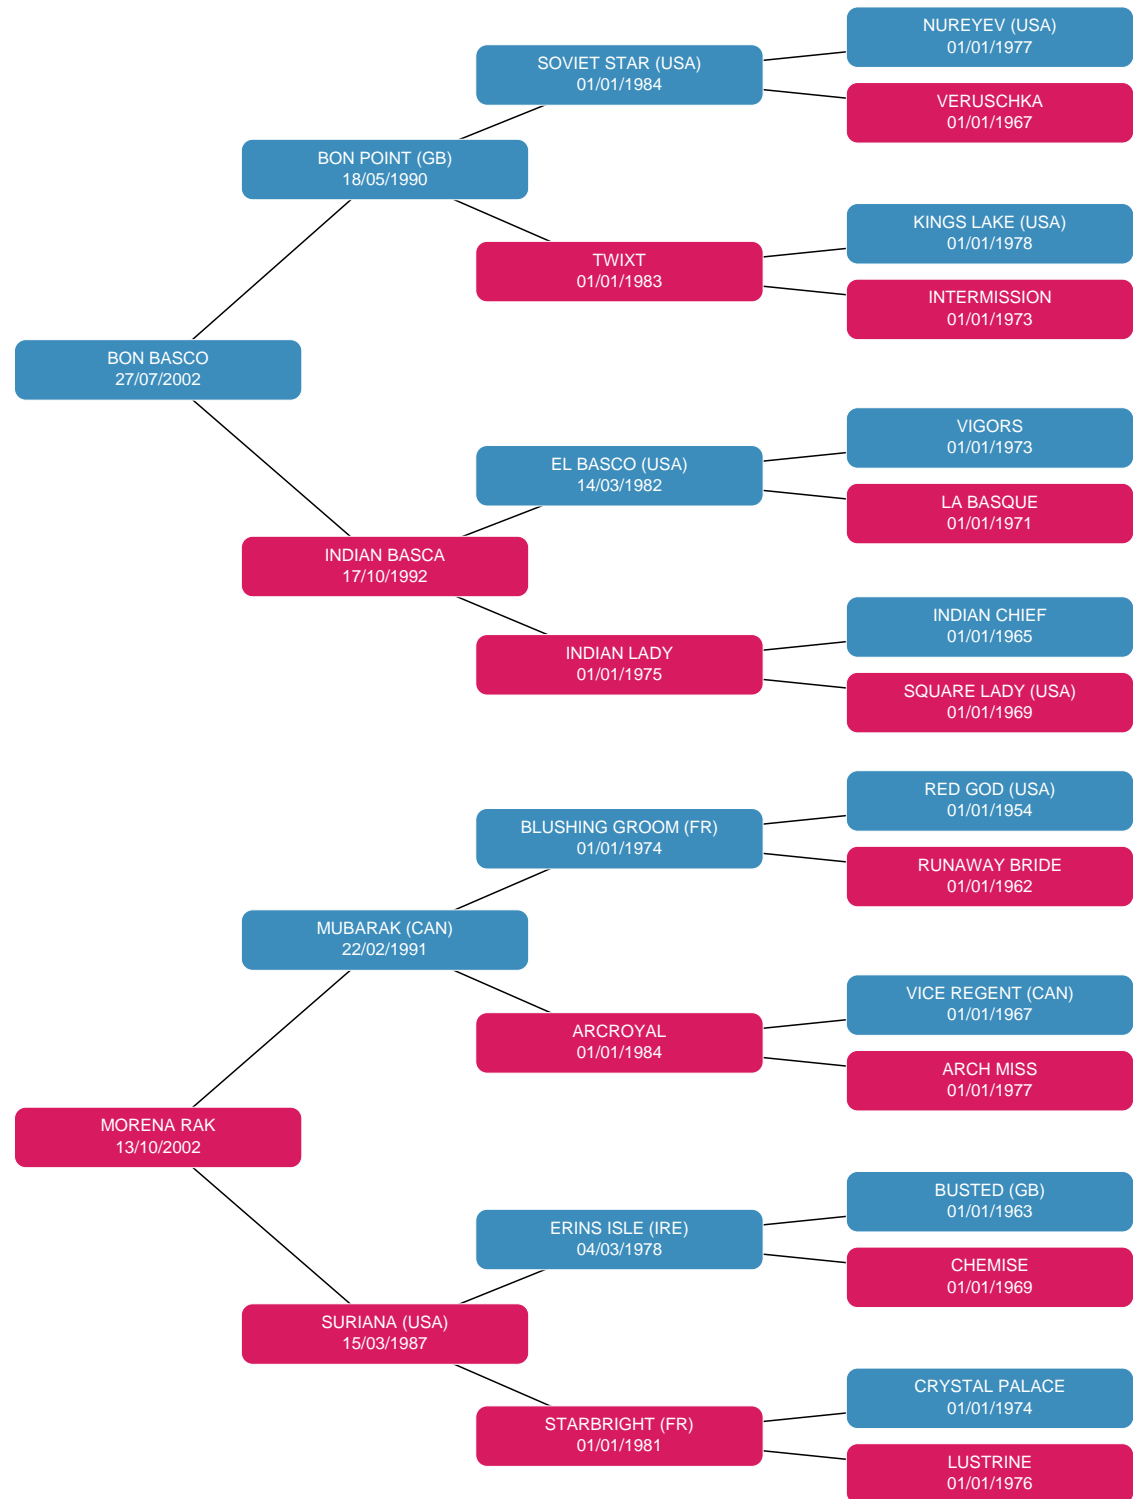 NUREYEV (USA)
01/01/1977
SOVIET STAR (USA)
01/01/1984
VERUSCHKA
01/01/1967
BON POINT (GB)
18/05/1990
KINGS LAKE (USA)
01/01/1978
TWIXT
01/01/1983
INTERMISSION
01/01/1973
BON BASCO
27/07/2002
VIGORS
01/01/1973
EL BASCO (USA)
14/03/1982
LA BASQUE
01/01/1971
INDIAN BASCA
17/10/1992
INDIAN CHIEF
01/01/1965
INDIAN LADY
01/01/1975
SQUARE LADY (USA)
01/01/1969
RED GOD (USA)
01/01/1954
BLUSHING GROOM (FR)
01/01/1974
RUNAWAY BRIDE
01/01/1962
MUBARAK (CAN)
22/02/1991
VICE REGENT (CAN)
01/01/1967
ARCROYAL
01/01/1984
ARCH MISS
01/01/1977
MORENA RAK
13/10/2002
BUSTED (GB)
01/01/1963
ERINS ISLE (IRE)
04/03/1978
CHEMISE
01/01/1969
SURIANA (USA)
15/03/1987
CRYSTAL PALACE
01/01/1974
STARBRIGHT (FR)
01/01/1981
LUSTRINE
01/01/1976